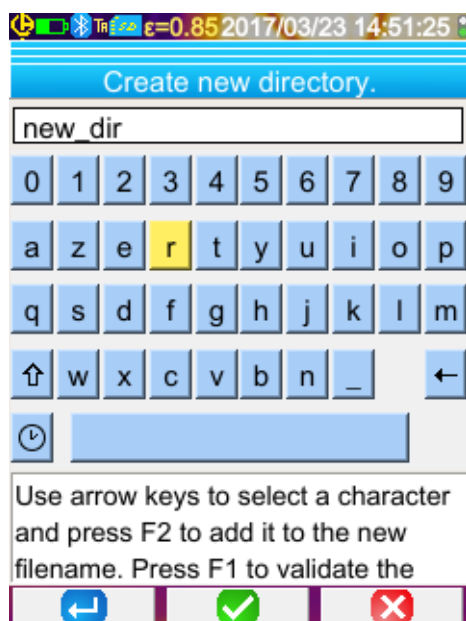 TR ε=0.85 2017/03/23 14:51:25
Create new directory.
new_dir
0 1 2 3 4 5 6 7 8 9
a z e r t y u i o p
q s d f g h j k l m
⇧ w x c v b n _ ←
Use arrow keys to select a character
and press F2 to add it to the new
filename. Press F1 to validate the